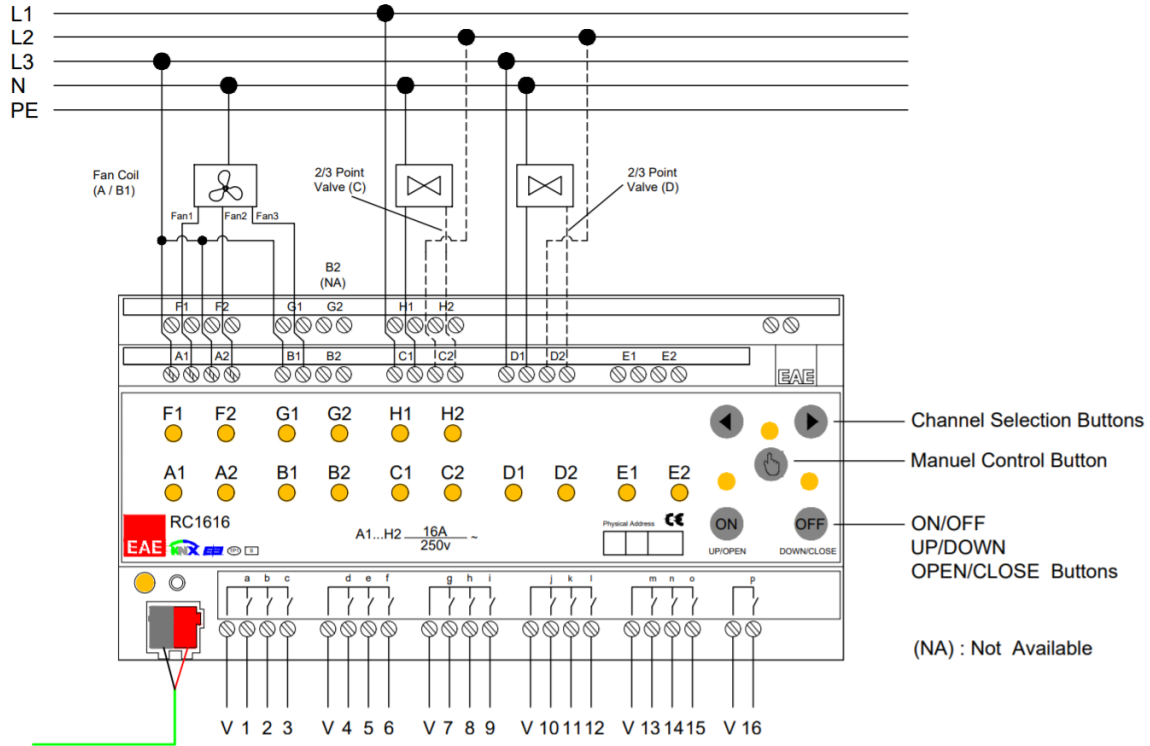 L1
L2
L3
N
PE
Fan Coil
(A / B1)
2/3 Point
Valve (C)
2/3 Point
Valve (D)
Fan1 Fan2 Fan3
B2
(NA)
F1 F2 G1 G2 H1 H2
A1 A2 B1 B2 C1 C2 D1 D2 E1 E2
EAE
F1 F2 G1 G2 H1 H2
Channel Selection Buttons
Manuel Control Button
A1 A2 B1 B2 C1 C2 D1 D2 E1 E2
RC1616
EAE KNX TP1 S
A1...H2 16A ~
250v
Physical Address CE
ON OFF
UP/OPEN DOWN/CLOSE
ON/OFF
UP/DOWN
OPEN/CLOSE Buttons
a b c d e f g h i j k l m n o p
(NA) : Not Available
V 1 2 3 V 4 5 6 V 7 8 9 V 10 11 12 V 13 14 15 V 16